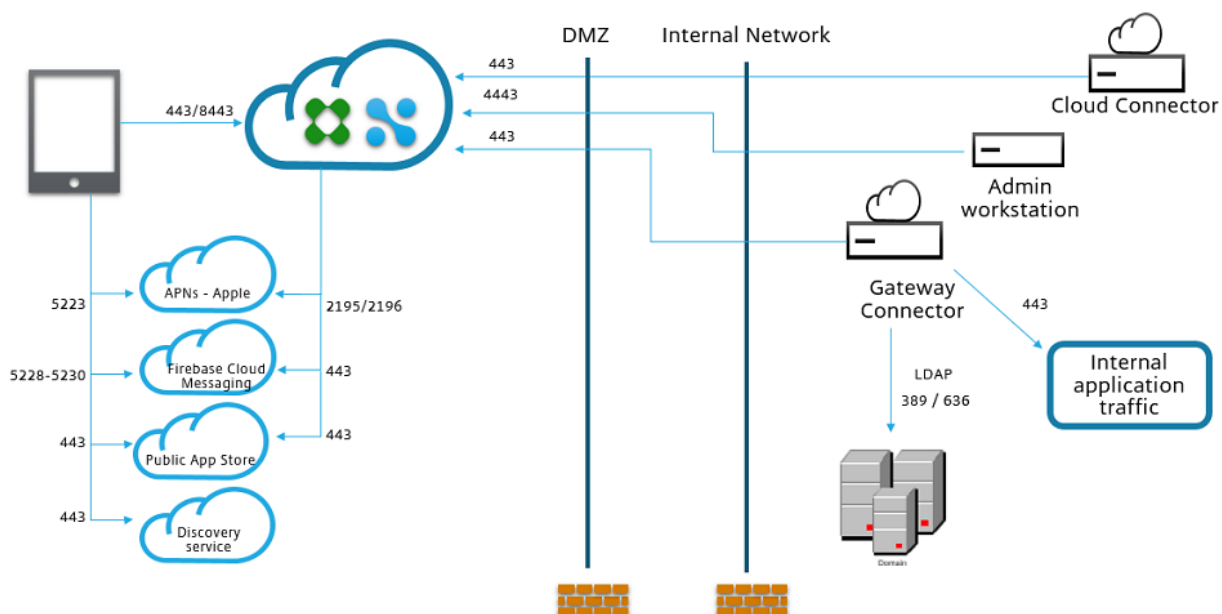 DMZ
Internal Network
443
4443
443
443/8443
Cloud Connector
Admin
workstation
Gateway
Connector
443
LDAP
389 / 636
Internal
application
traffic
Domain
5223
APNs - Apple
2195/2196
5228-5230
Firebase Cloud
Messaging
443
443
Public App Store
443
443
Discovery
service